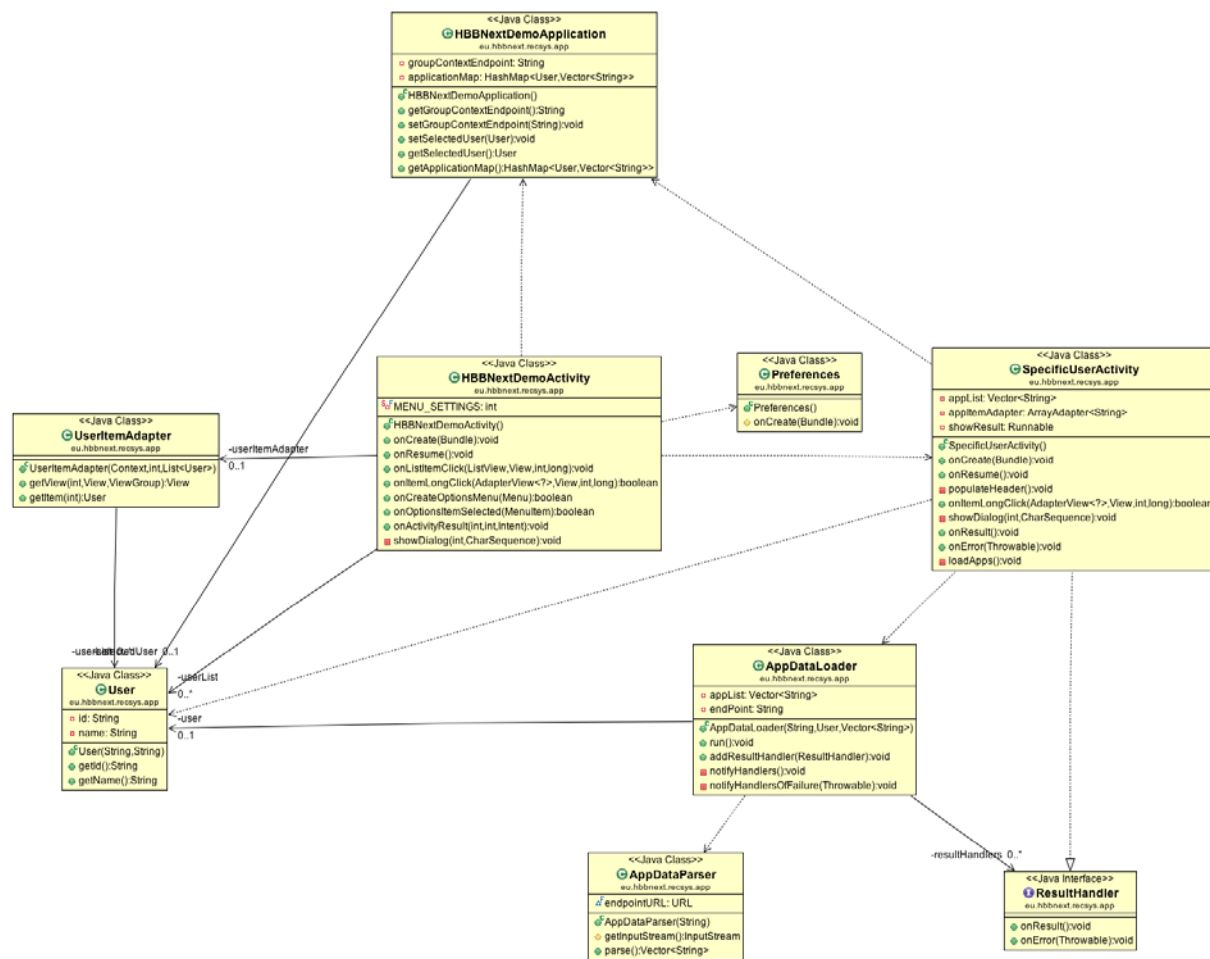 <<Java Class>>
HBBNextDemoApplication
eu.hbbnext.recsys.app
groupContextEndpoint: String
applicationMap: HashMap<User,Vector<String>>
HBBNextDemoApplication()
getGroupContextEndpoint():String
setGroupContextEndpoint(String):void
setSelectedUser(User):void
getSelectedUser():User
getApplicationMap():HashMap<User,Vector<String>>
<<Java Class>>
HBBNextDemoActivity
eu.hbbnext.recsys.app
MENU_SETTINGS: int
HBBNextDemoActivity()
onCreate(Bundle):void
onResume():void
onListItemClick(ListView,View,int,long):void
onItemLongClick(AdapterView<?>,View,int,long):boolean
onCreateOptionsMenu(Menu):boolean
onOptionsItemSelected(MenuItem):boolean
onActivityResult(int,int,Intent):void
showDialog(int,CharSequence):void
<<Java Class>>
Preferences
eu.hbbnext.recsys.app
Preferences()
onCreate(Bundle):void
<<Java Class>>
SpecificUserActivity
eu.hbbnext.recsys.app
appList: Vector<String>
appItemAdapter: ArrayAdapter<String>
showResult: Runnable
SpecificUserActivity()
onCreate(Bundle):void
onResume():void
populateHeader():void
onItemLongClick(AdapterView<?>,View,int,long):boolean
showDialog(int,CharSequence):void
onResult():void
onError(Throwable):void
loadApps():void
<<Java Class>>
UserItemAdapter
eu.hbbnext.recsys.app
UserItemAdapter(Context,int,List<User>)
getView(int,View,ViewGroup):View
getItem(int):User
-userItemAdapter
0..1
0..1
<<Java Class>>
User
eu.hbbnext.recsys.app
id: String
name: String
User(String,String)
getId():String
getName():String
-userList
0..*
-user
0..1
<<Java Class>>
AppDataLoader
eu.hbbnext.recsys.app
appList: Vector<String>
endPoint: String
AppDataLoader(String,User,Vector<String>)
run():void
addResultHandler(ResultHandler):void
notifyHandlers():void
notifyHandlersOfFailure(Throwable):void
-resultHandlers 0..*
<<Java Class>>
AppDataParser
eu.hbbnext.recsys.app
endpointURL: URL
AppDataParser(String)
getInputStream():InputStream
parse():Vector<String>
<<Java Interface>>
ResultHandler
eu.hbbnext.recsys.app
onResult():void
onError(Throwable):void